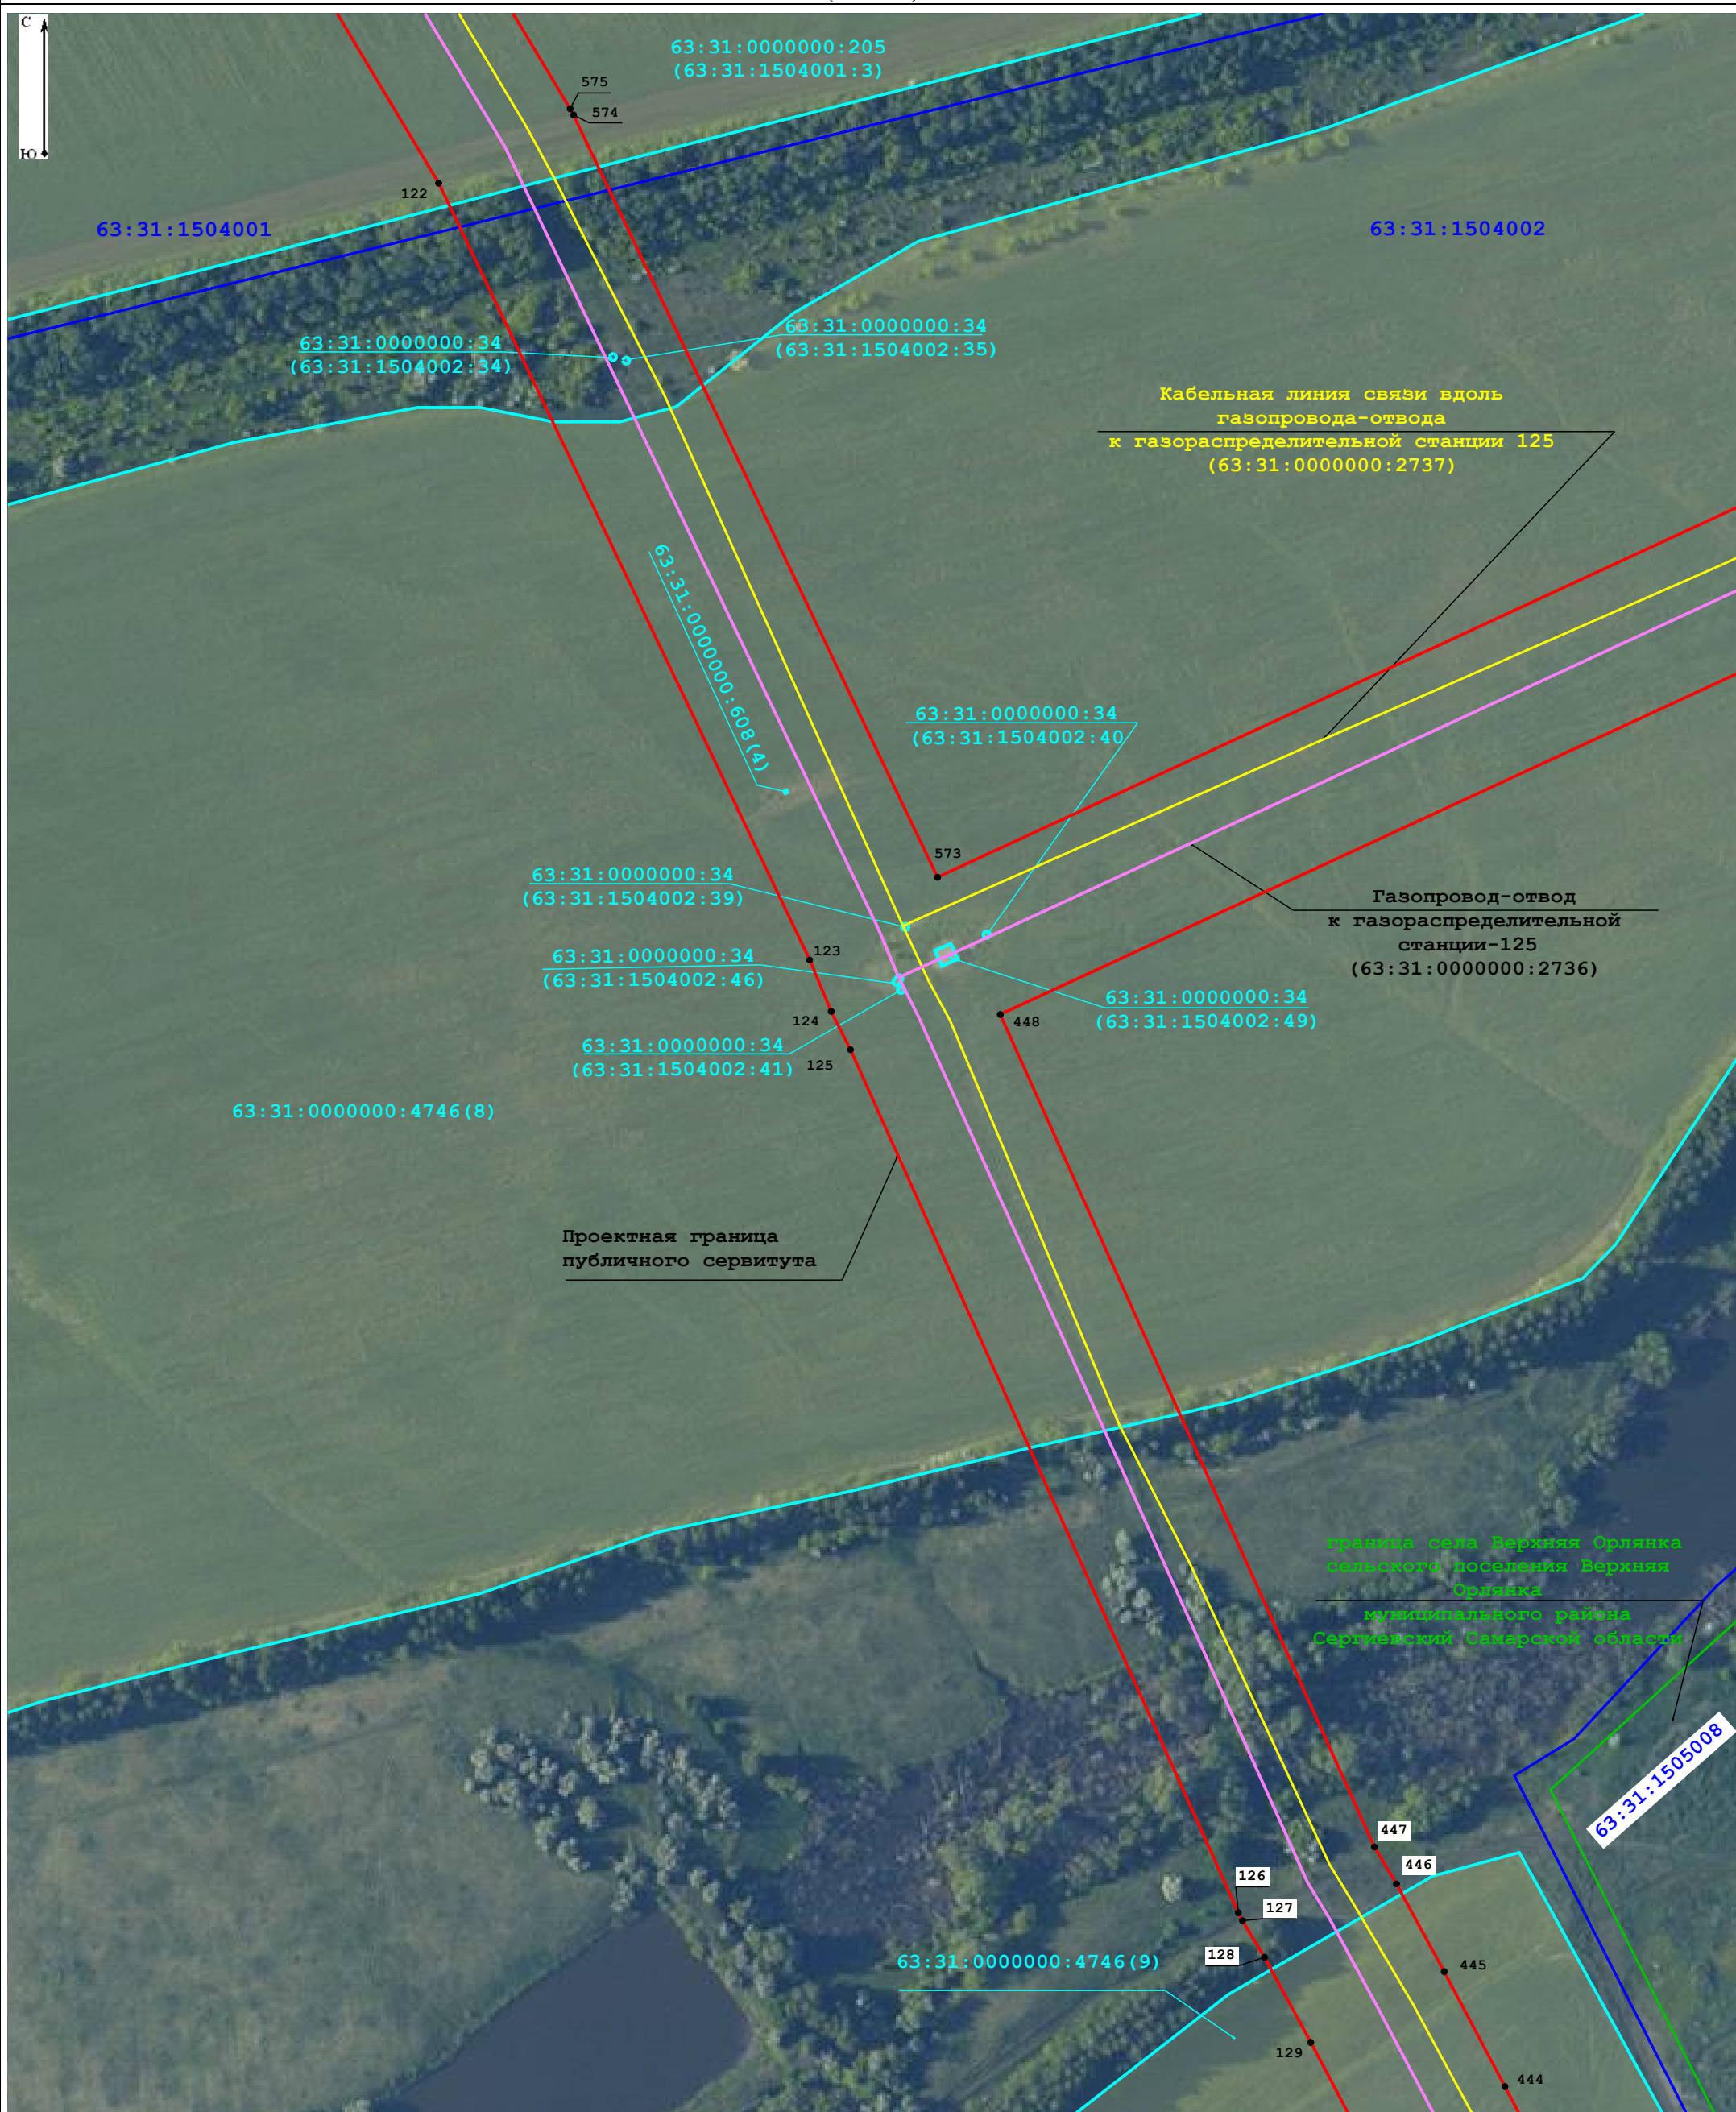 С
Ю
63:31:0000000:205
(63:31:1504001:3)
575
574
122
63:31:1504001
63:31:1504002
63:31:0000000:34
(63:31:1504002:34)
63:31:0000000:34
(63:31:1504002:35)
Кабельная линия связи вдоль
газопровода-отвода
к газораспределительной станции 125
(63:31:0000000:2737)
63:31:0000000:608(4)
63:31:0000000:34
(63:31:1504002:40
573
63:31:0000000:34
(63:31:1504002:39)
Газопровод-отвод
к газораспределительной
станции-125
(63:31:0000000:2736)
123
63:31:0000000:34
(63:31:1504002:46)
63:31:0000000:34
(63:31:1504002:49)
124
448
63:31:0000000:34
(63:31:1504002:41)
125
63:31:0000000:4746(8)
Проектная граница
публичного сервитута
граница села Верхняя Орлянка
сельского поселения Верхняя
Орлянка
муниципального района
Сергиевский Самарской области
63:31:1505008
447
446
126
127
128
63:31:0000000:4746(9)
445
129
444